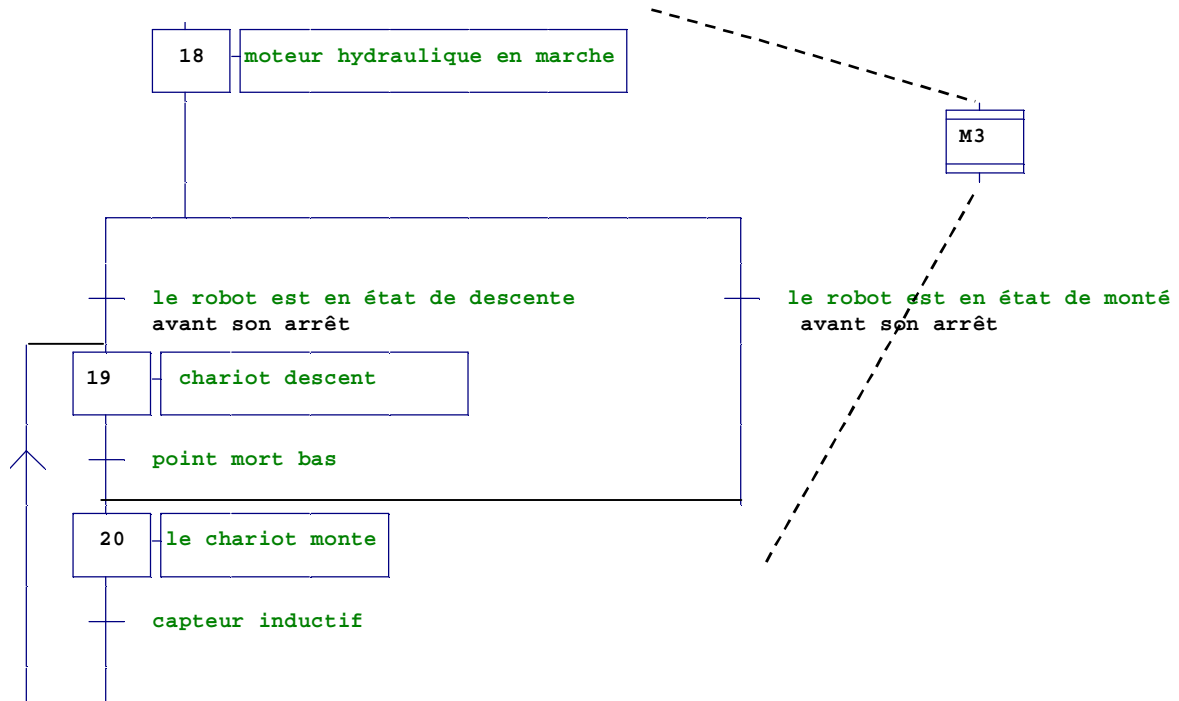 18 moteur hydraulique en marche
M3
le robot est en état de descente
avant son arrêt
le robot est en état de monté
avant son arrêt
19 chariot descent
point mort bas
20 le chariot monte
capteur inductif